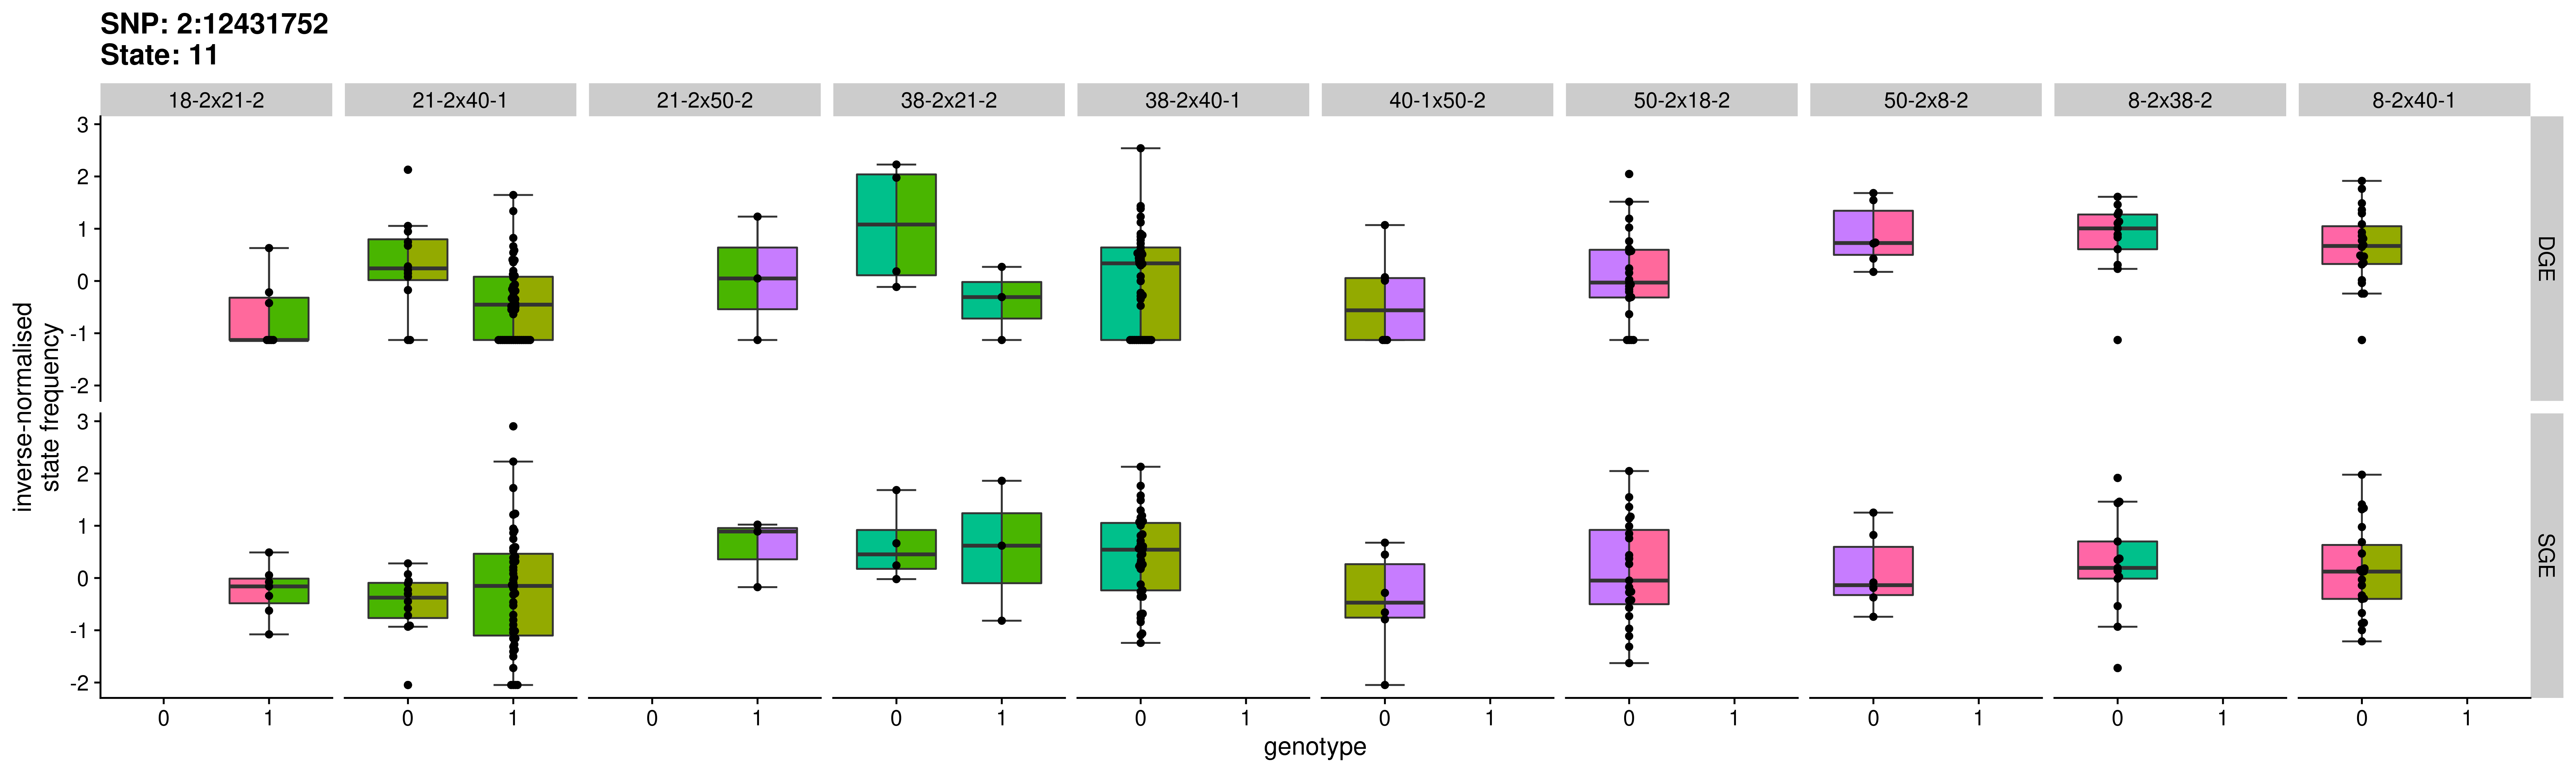 SNP: 2:12431752
State: 11
18-2x21-2
21-2x40-1
21-2x50-2
38-2x21-2
38-2x40-1
40-1x50-2
50-2x18-2
50-2x8-2
8-2x38-2
8-2x40-1
3
2
1
0
-1
-2
DGE
3
2
1
0
-1
-2
SGE
inverse-normalised
state frequency
0 1 0 1 0 1 0 1 0 1 0 1 0 1 0 1 0 1 0 1
genotype